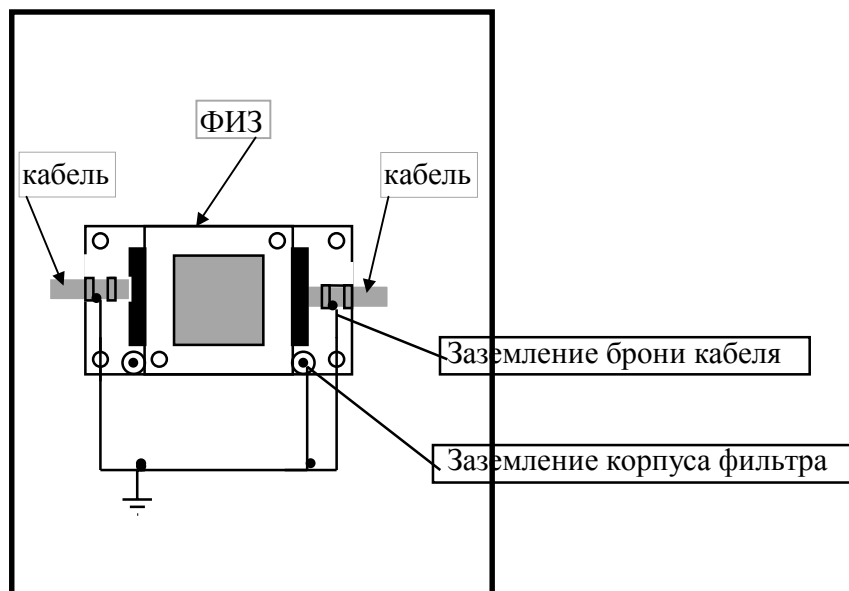 ФИЗ
кабель
кабель
Заземление брони кабеля
Заземление корпуса фильтра